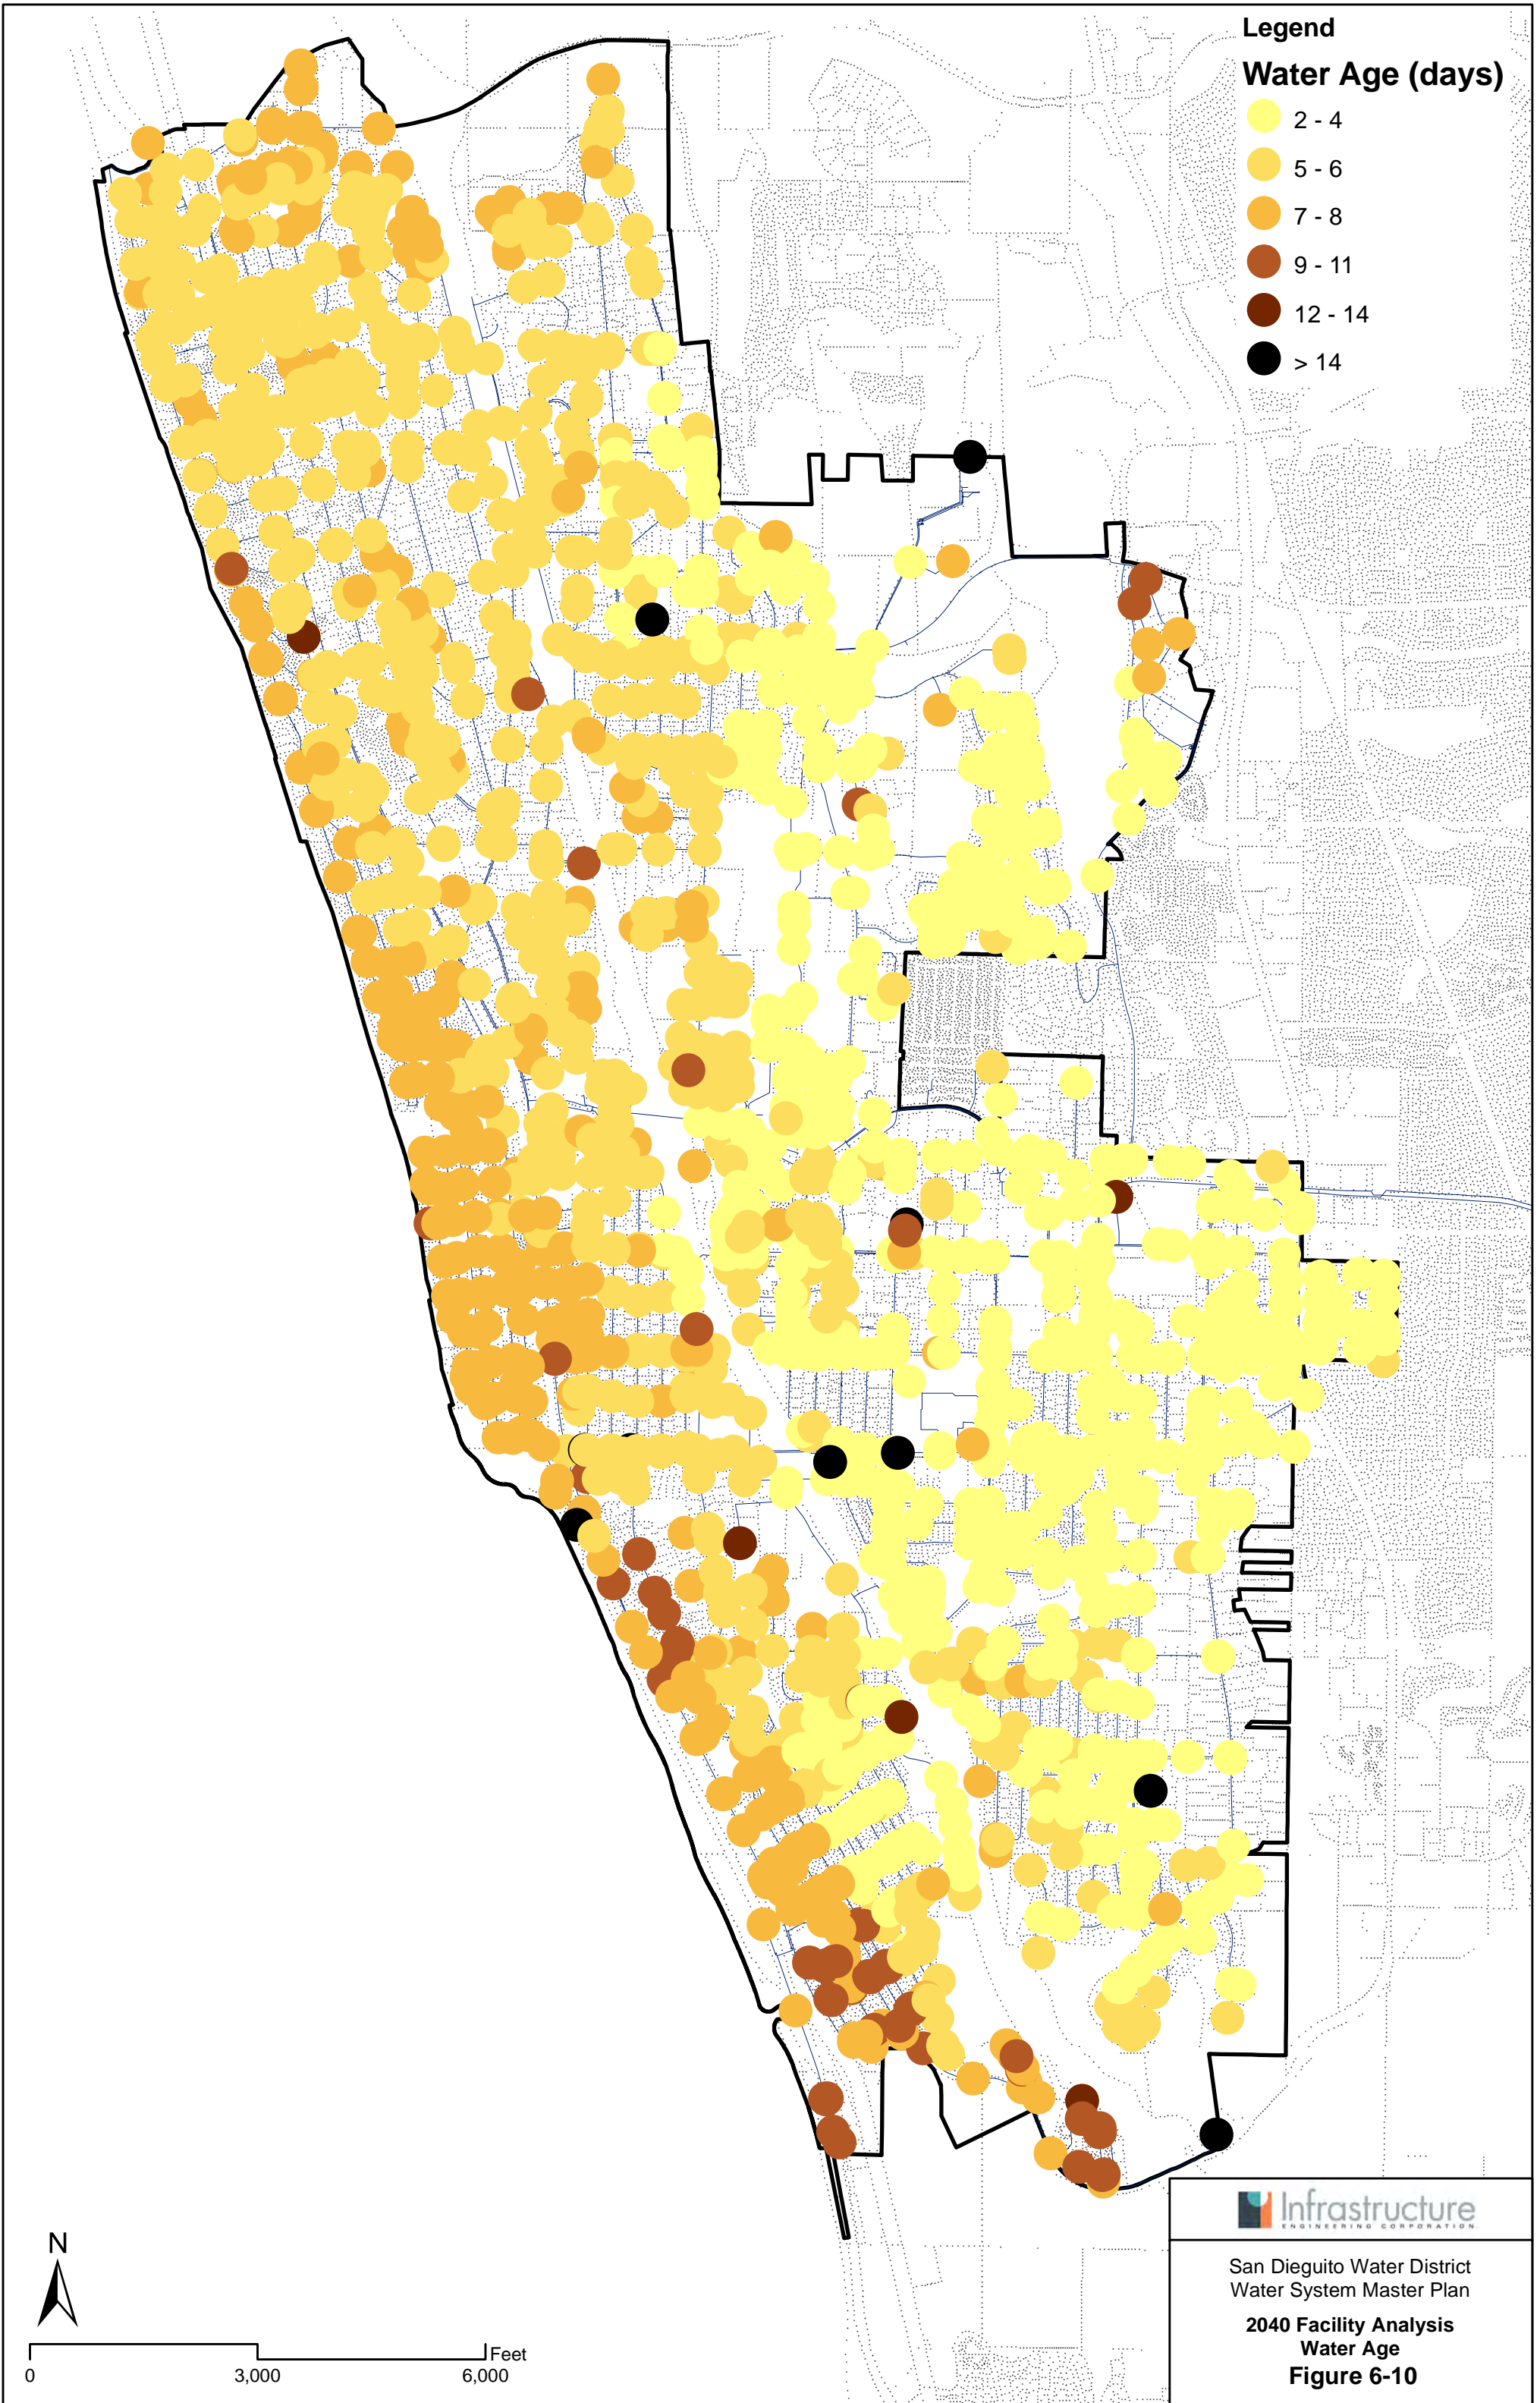 Legend
Water Age (days)
2 - 4
5 - 6
7 - 8
9 - 11
12 - 14
> 14
N
Feet
0 3,000 6,000
Infrastructure
ENGINEERING CORPORATION
San Dieguito Water District
Water System Master Plan
2040 Facility Analysis
Water Age
Figure 6-10